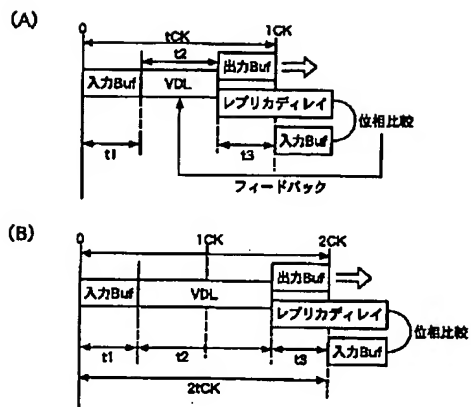 (A)
0 1CK
tCK
t2 出力Buf
入力Buf VDL
レプリカディレイ
位相比較
t1 t3 入力Buf
フィードバック
(B)
0 1CK 2CK
出力Buf
入力Buf VDL
レプリカディレイ
位相比較
t1 t2 t3 入力Buf
2tCK